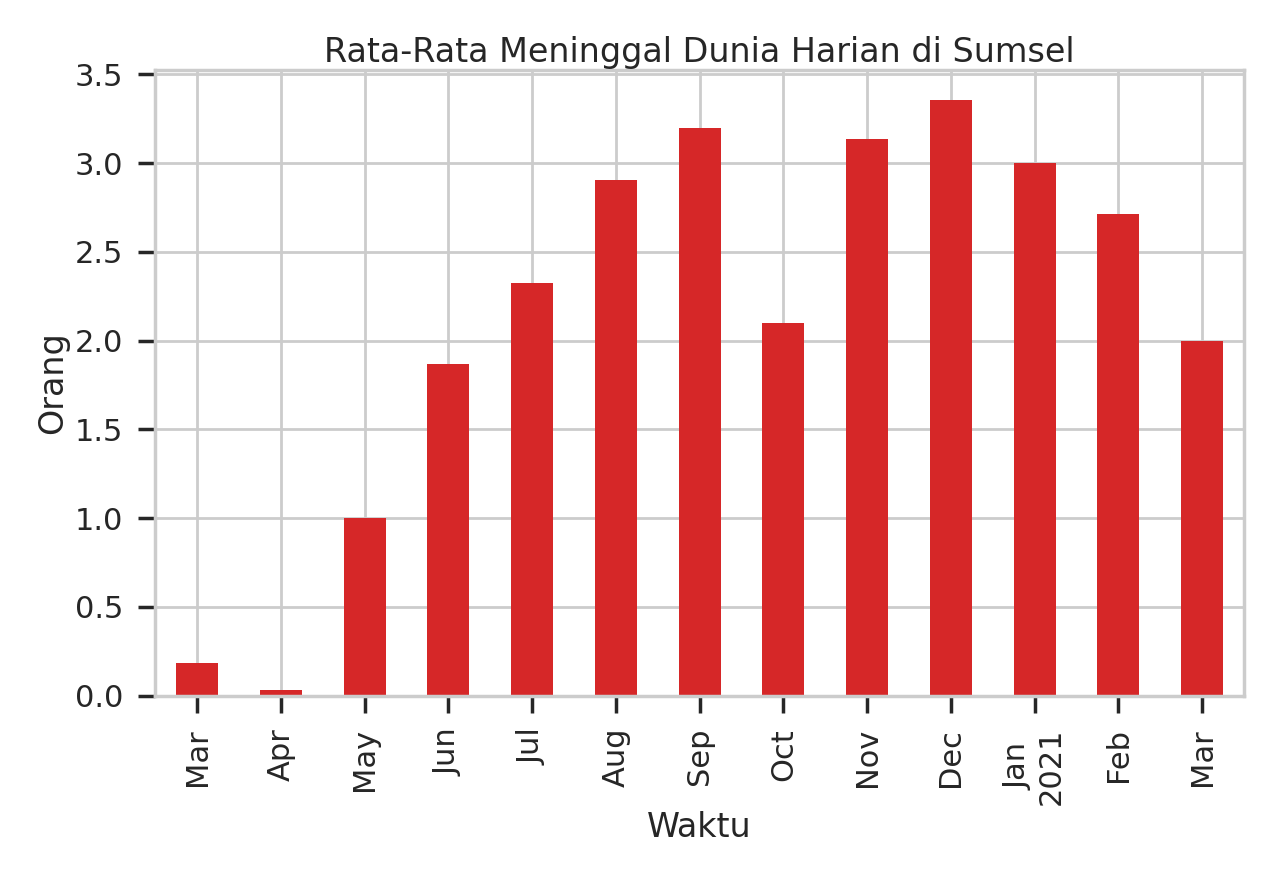 Rata-Rata Meninggal Dunia Harian di Sumsel
3.5
3.0
2.5
2.0
1.5
1.0
0.5
0.0
Orang
Mar
Apr
May
Jun
Jul
Aug
Sep
Oct
Nov
Dec
Jan
2021
Feb
Mar
Waktu